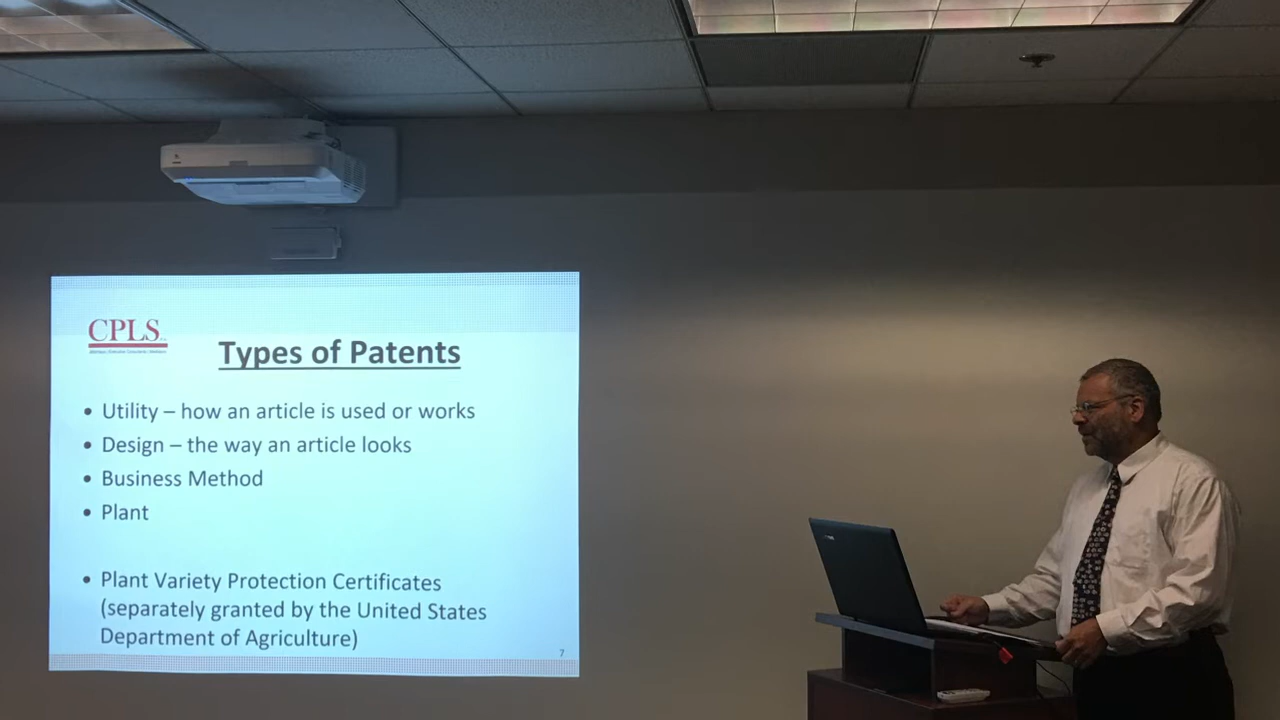 CPLS
Types of Patents
• Utility – how an article is used or works
• Design – the way an article looks
• Business Method
• Plant
• Plant Variety Protection Certificates
(separately granted by the United States
Department of Agriculture)
7